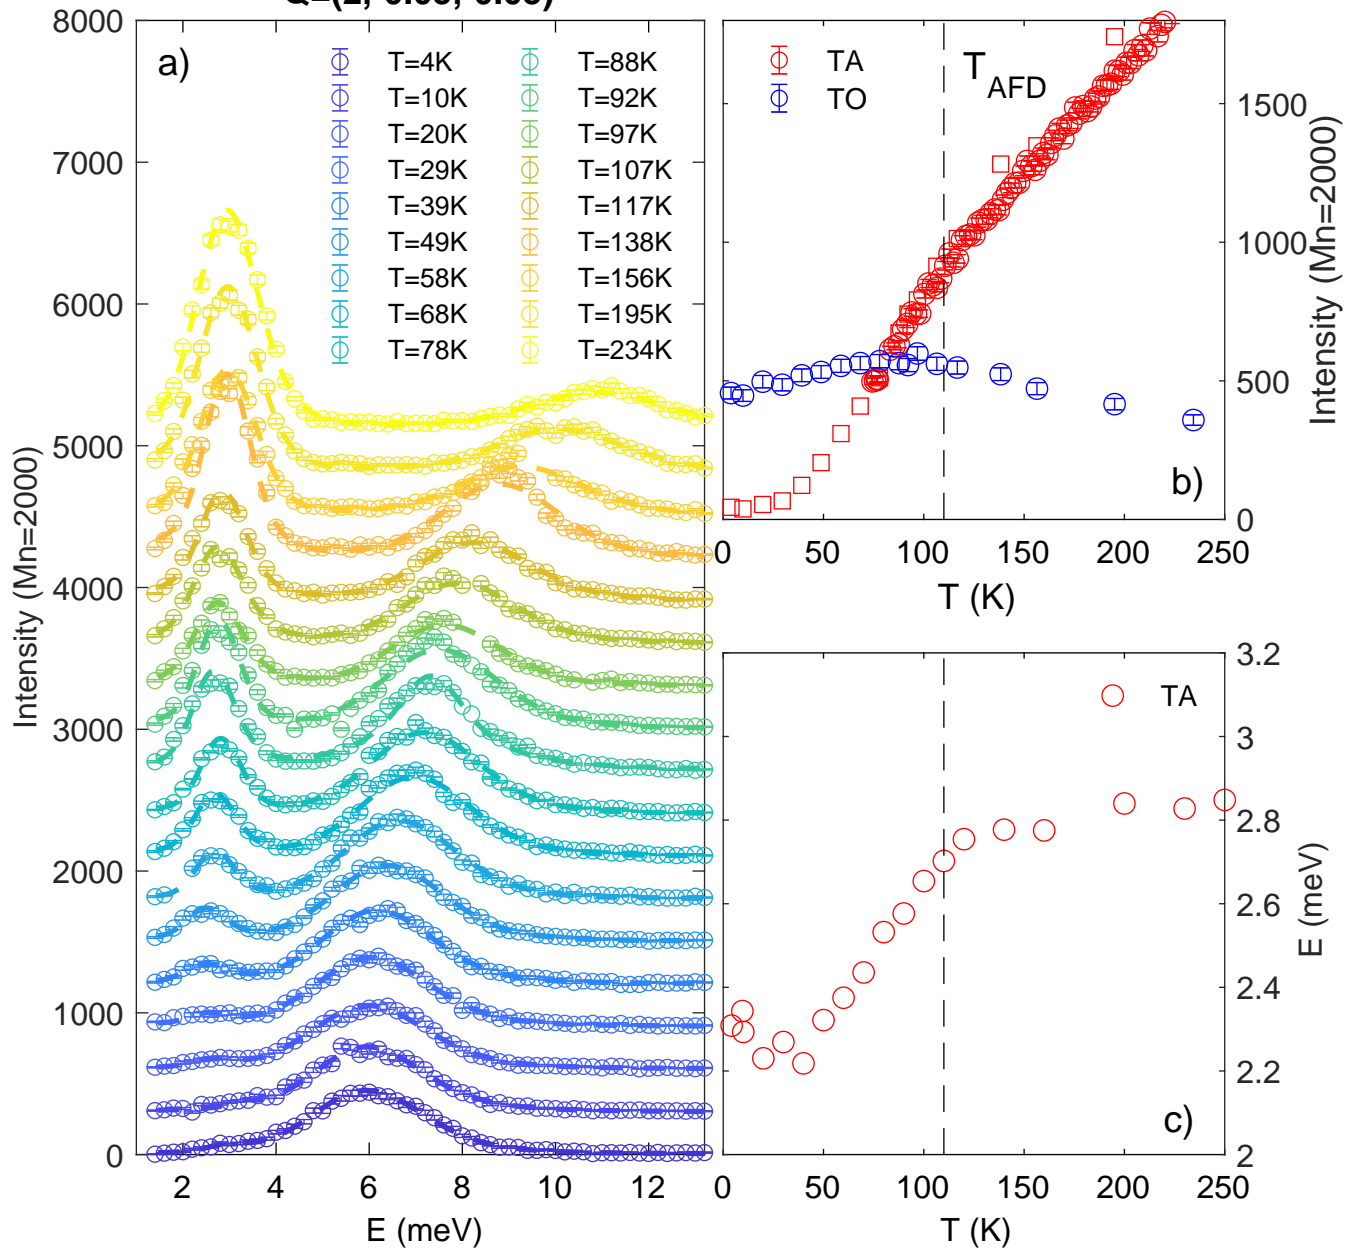 a)
T=4K
T=10K
T=20K
T=29K
T=39K
T=49K
T=58K
T=68K
T=78K
T=88K
T=92K
T=97K
T=107K
T=117K
T=138K
T=156K
T=195K
T=234K
8000
7000
6000
5000
4000
3000
2000
1000
0
Intensity (Mn=2000)
2 4 6 8 10 12
E (meV)
TA
TO
T AFD
b)
1500
1000
500
0
Intensity (Mn=2000)
0 50 100 150 200 250
T (K)
TA
c)
3.2
3
2.8
2.6
2.4
2.2
2
E (meV)
0 50 100 150 200 250
T (K)